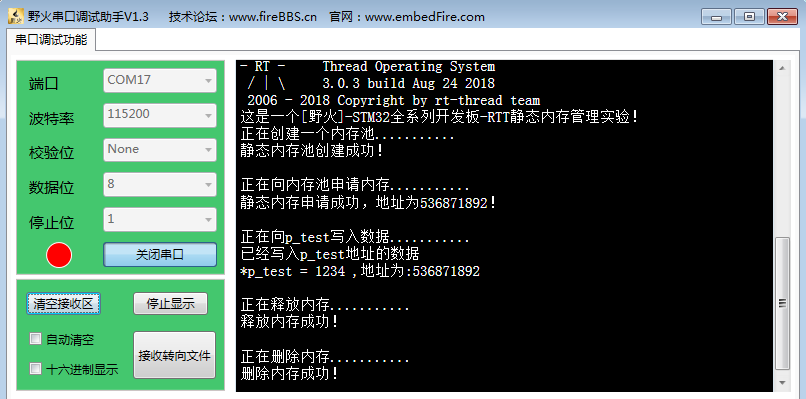 野火串口调试助手V1.3 技术论坛：www.fireBBS.cn 官网：www.embedFire.com
串口调试功能
端口 COM17
波特率 115200
校验位 None
数据位 8
停止位 1
关闭串口
清空接收区 停止显示
自动清空
十六进制显示
接收转向文件
- RT - Thread Operating System
/ | \ 3.0.3 build Aug 24 2018
2006 - 2018 Copyright by rt-thread team
这是一个[野火]-STM32全系列开发板-RTT静态内存管理实验！
正在创建一个内存池...........
静态内存池创建成功！
正在向内存池申请内存...........
静态内存申请成功，地址为536871892！
正在向p_test写入数据...........
已经写入p_test地址的数据
*p_test = 1234 ,地址为:536871892
正在释放内存...........
释放内存成功！
正在删除内存...........
删除内存成功！